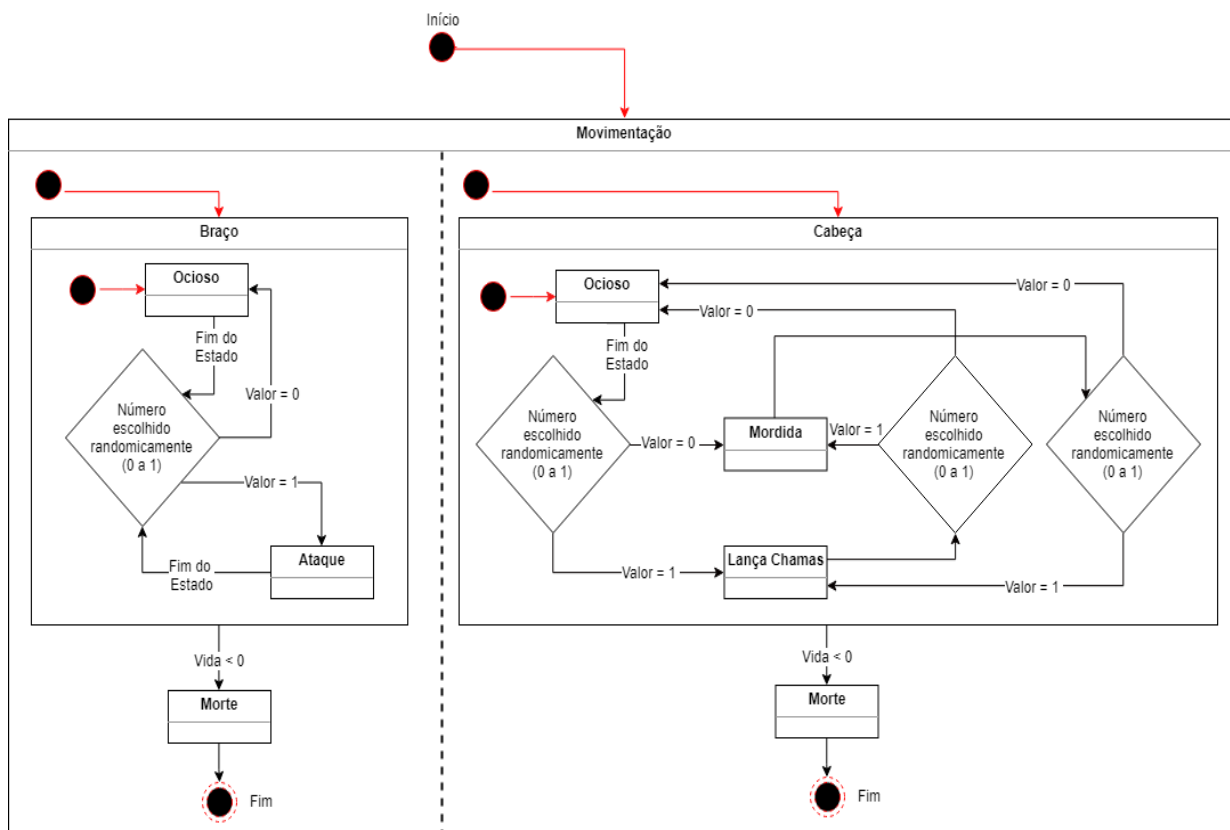 Início
Movimentação
Braço
Ocioso
Fim do
Estado
Número
escolhido
randomicamente
(0 a 1)
Valor = 0
Valor = 1
Fim do
Estado
Ataque
Vida < 0
Morte
Fim
Cabeça
Ocioso
Valor = 0
Valor = 0
Fim do
Estado
Número
escolhido
randomicamente
(0 a 1)
Valor = 0
Mordida
Valor = 1
Número
escolhido
randomicamente
(0 a 1)
Número
escolhido
randomicamente
(0 a 1)
Valor = 1
Lança Chamas
Valor = 1
Vida < 0
Morte
Fim